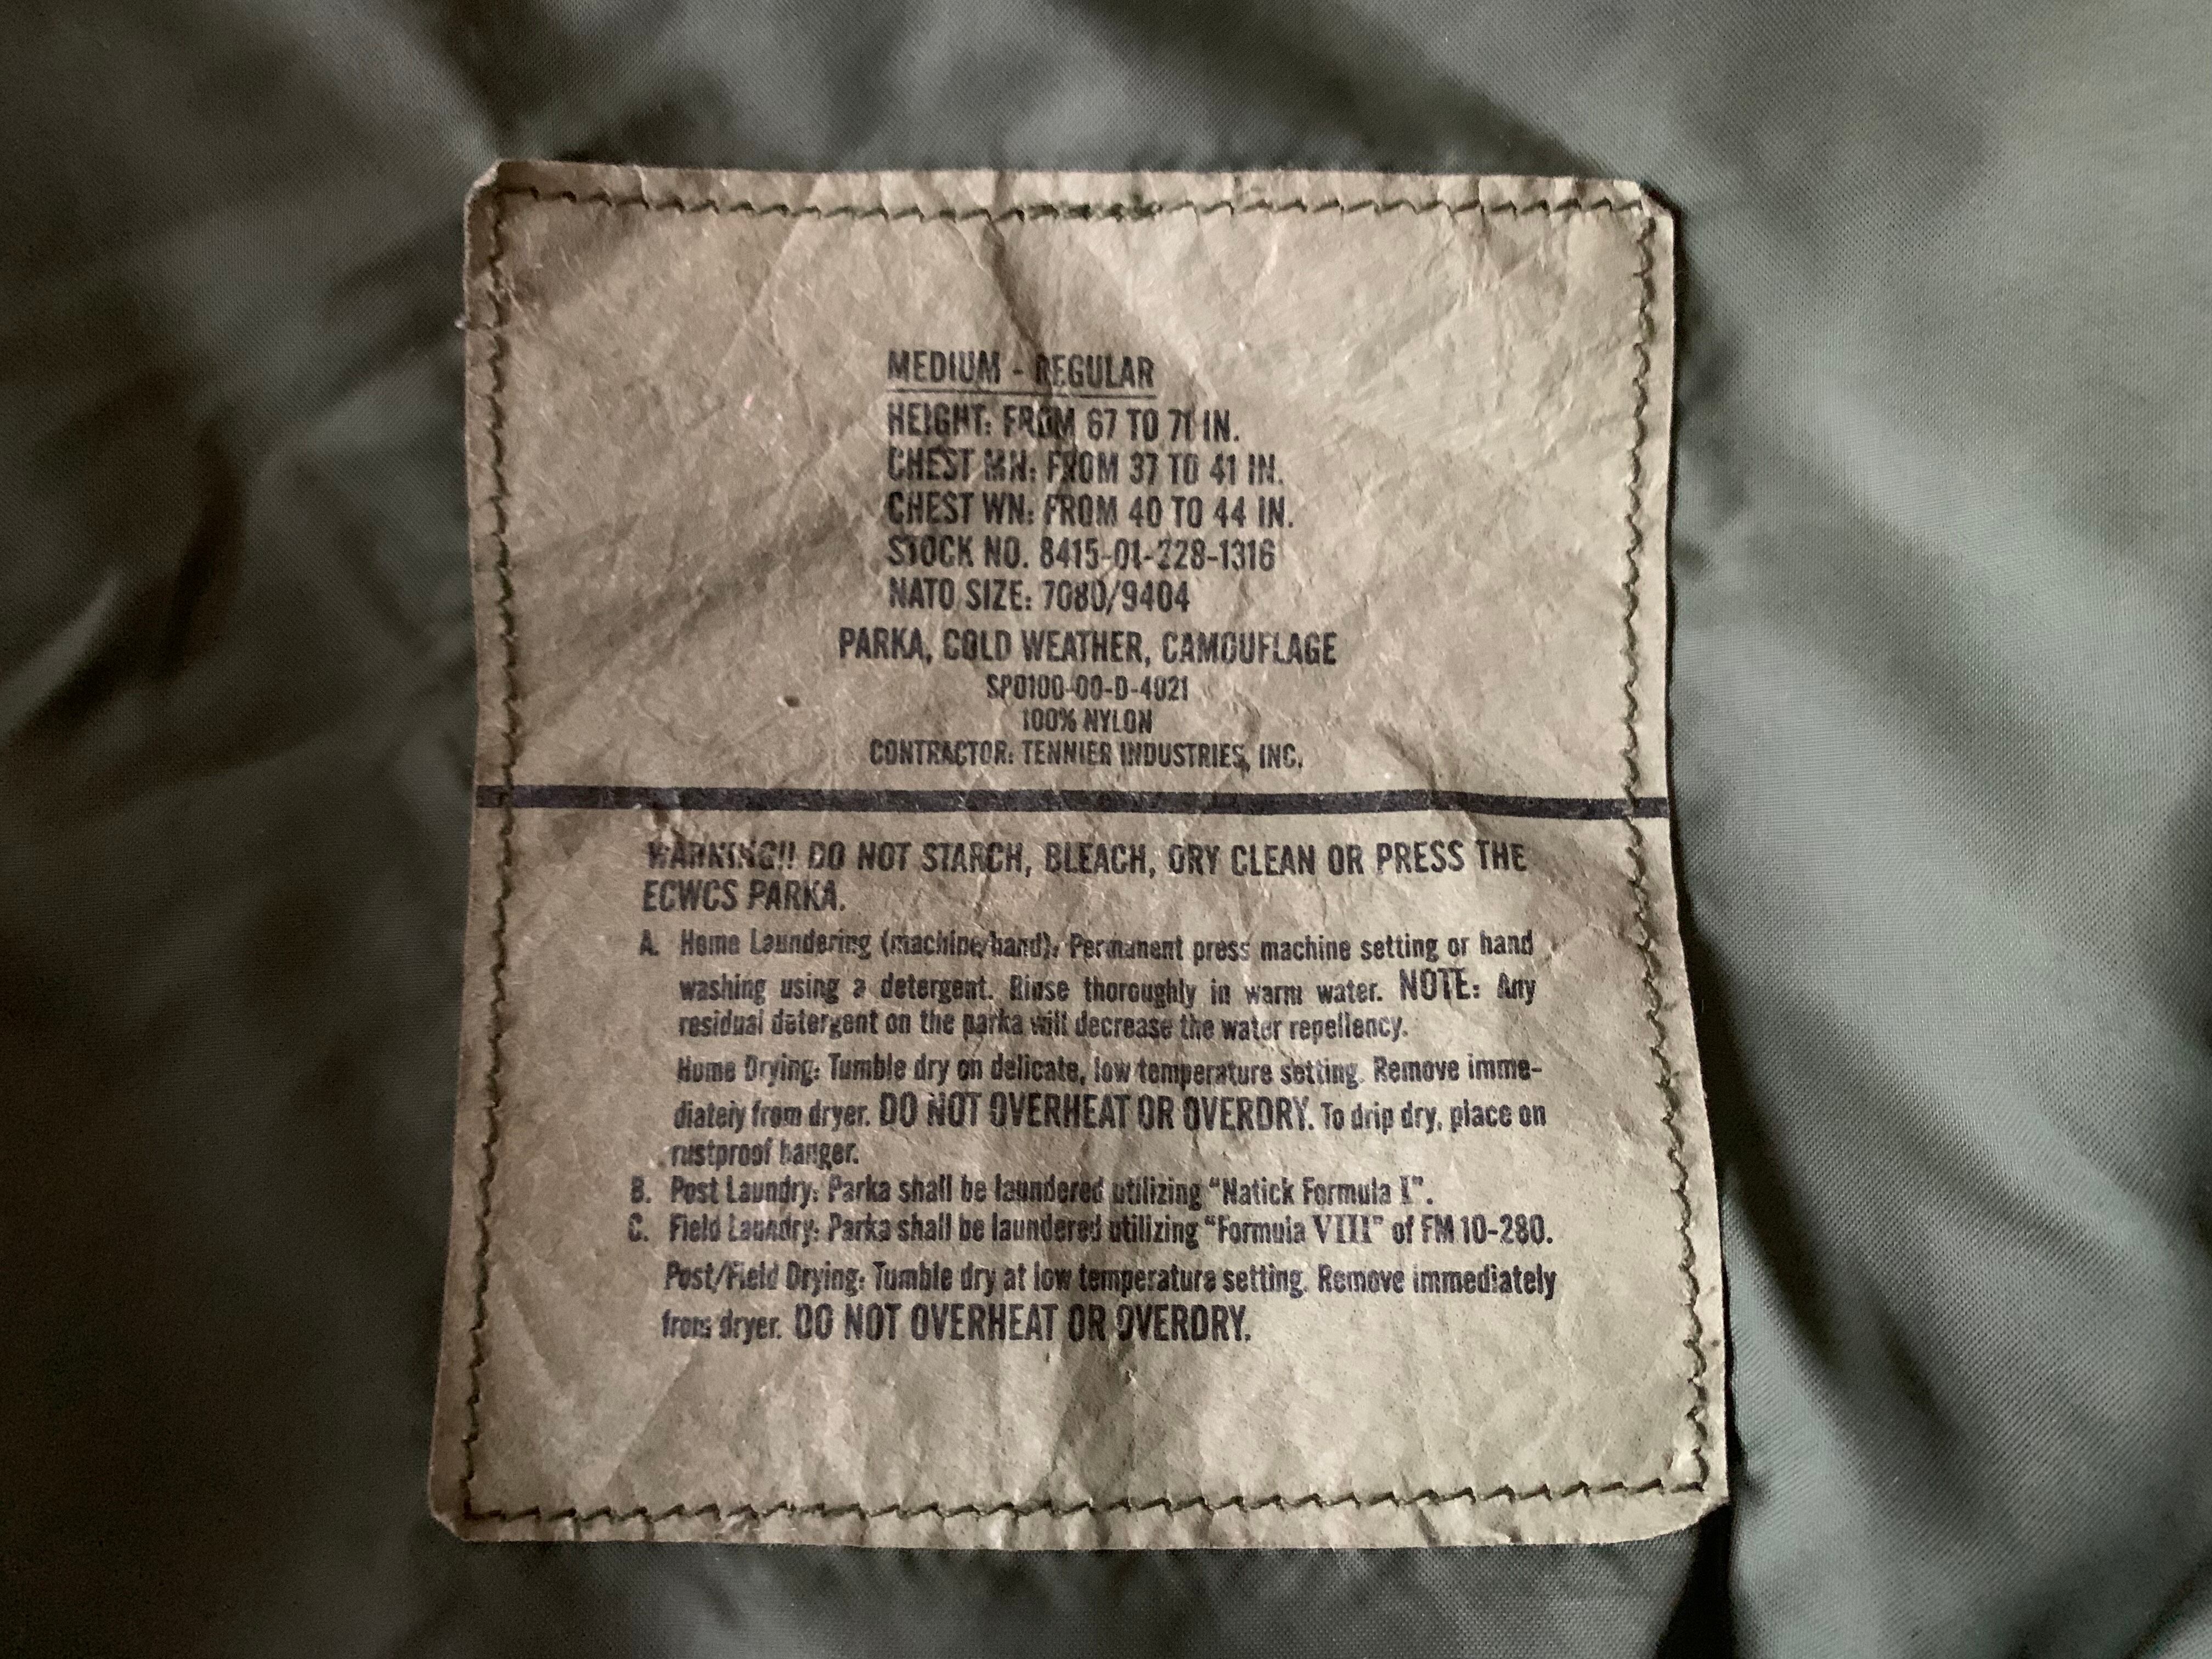 MEDIUM - REGULAR
HEIGHT: FROM 67 TO 71 IN.
CHEST MN: FROM 37 TO 41 IN.
CHEST WN: FROM 40 TO 44 IN.
STOCK NO. 8415-01-228-1316
NATO SIZE: 7080/9404
PARKA, COLD WEATHER, CAMOUFLAGE
SP0100-00-D-4021
100% NYLON
CONTRACTOR: TENNIER INDUSTRIES, INC.
WARNING!! DO NOT STARCH, BLEACH, DRY CLEAN OR PRESS THE
ECWCS PARKA.
A. Home Laundering (machine/hand): Permanent press machine setting or hand
washing using a detergent. Rinse thoroughly in warm water. NOTE: Any
residual detergent on the parka will decrease the water repellency.
Home Drying: Tumble dry on delicate, low temperature setting. Remove imme-
diately from dryer. DO NOT OVERHEAT OR OVERDRY. To drip dry, place on
rustproof hanger.
B. Post Laundry: Parka shall be laundered utilizing "Natick Formula I".
C. Field Laundry: Parka shall be laundered utilizing "Formula VIII" of FM 10-280.
Post/Field Drying: Tumble dry at low temperature setting. Remove immediately
from dryer. DO NOT OVERHEAT OR OVERDRY.